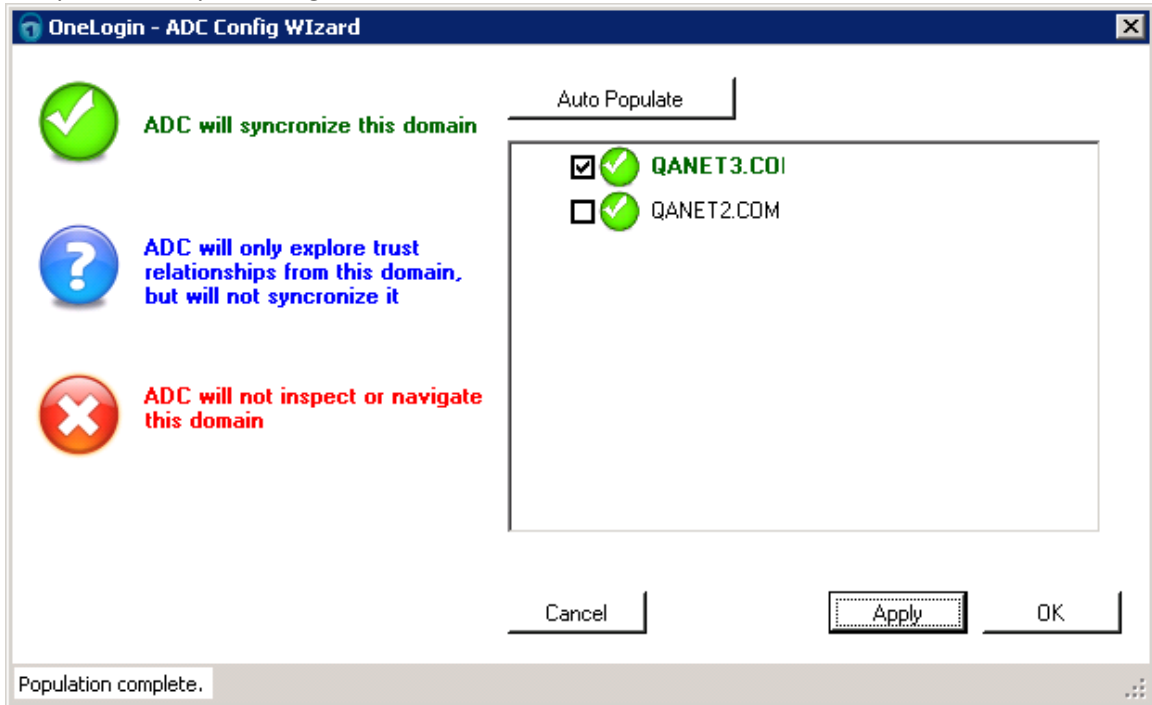 OneLogin - ADC Config WIzard
Auto Populate
ADC will syncronize this domain
QANET3.COI
QANET2.COM
ADC will only explore trust
relationships from this domain,
but will not syncronize it
ADC will not inspect or navigate
this domain
Cancel
Apply
OK
Population complete.